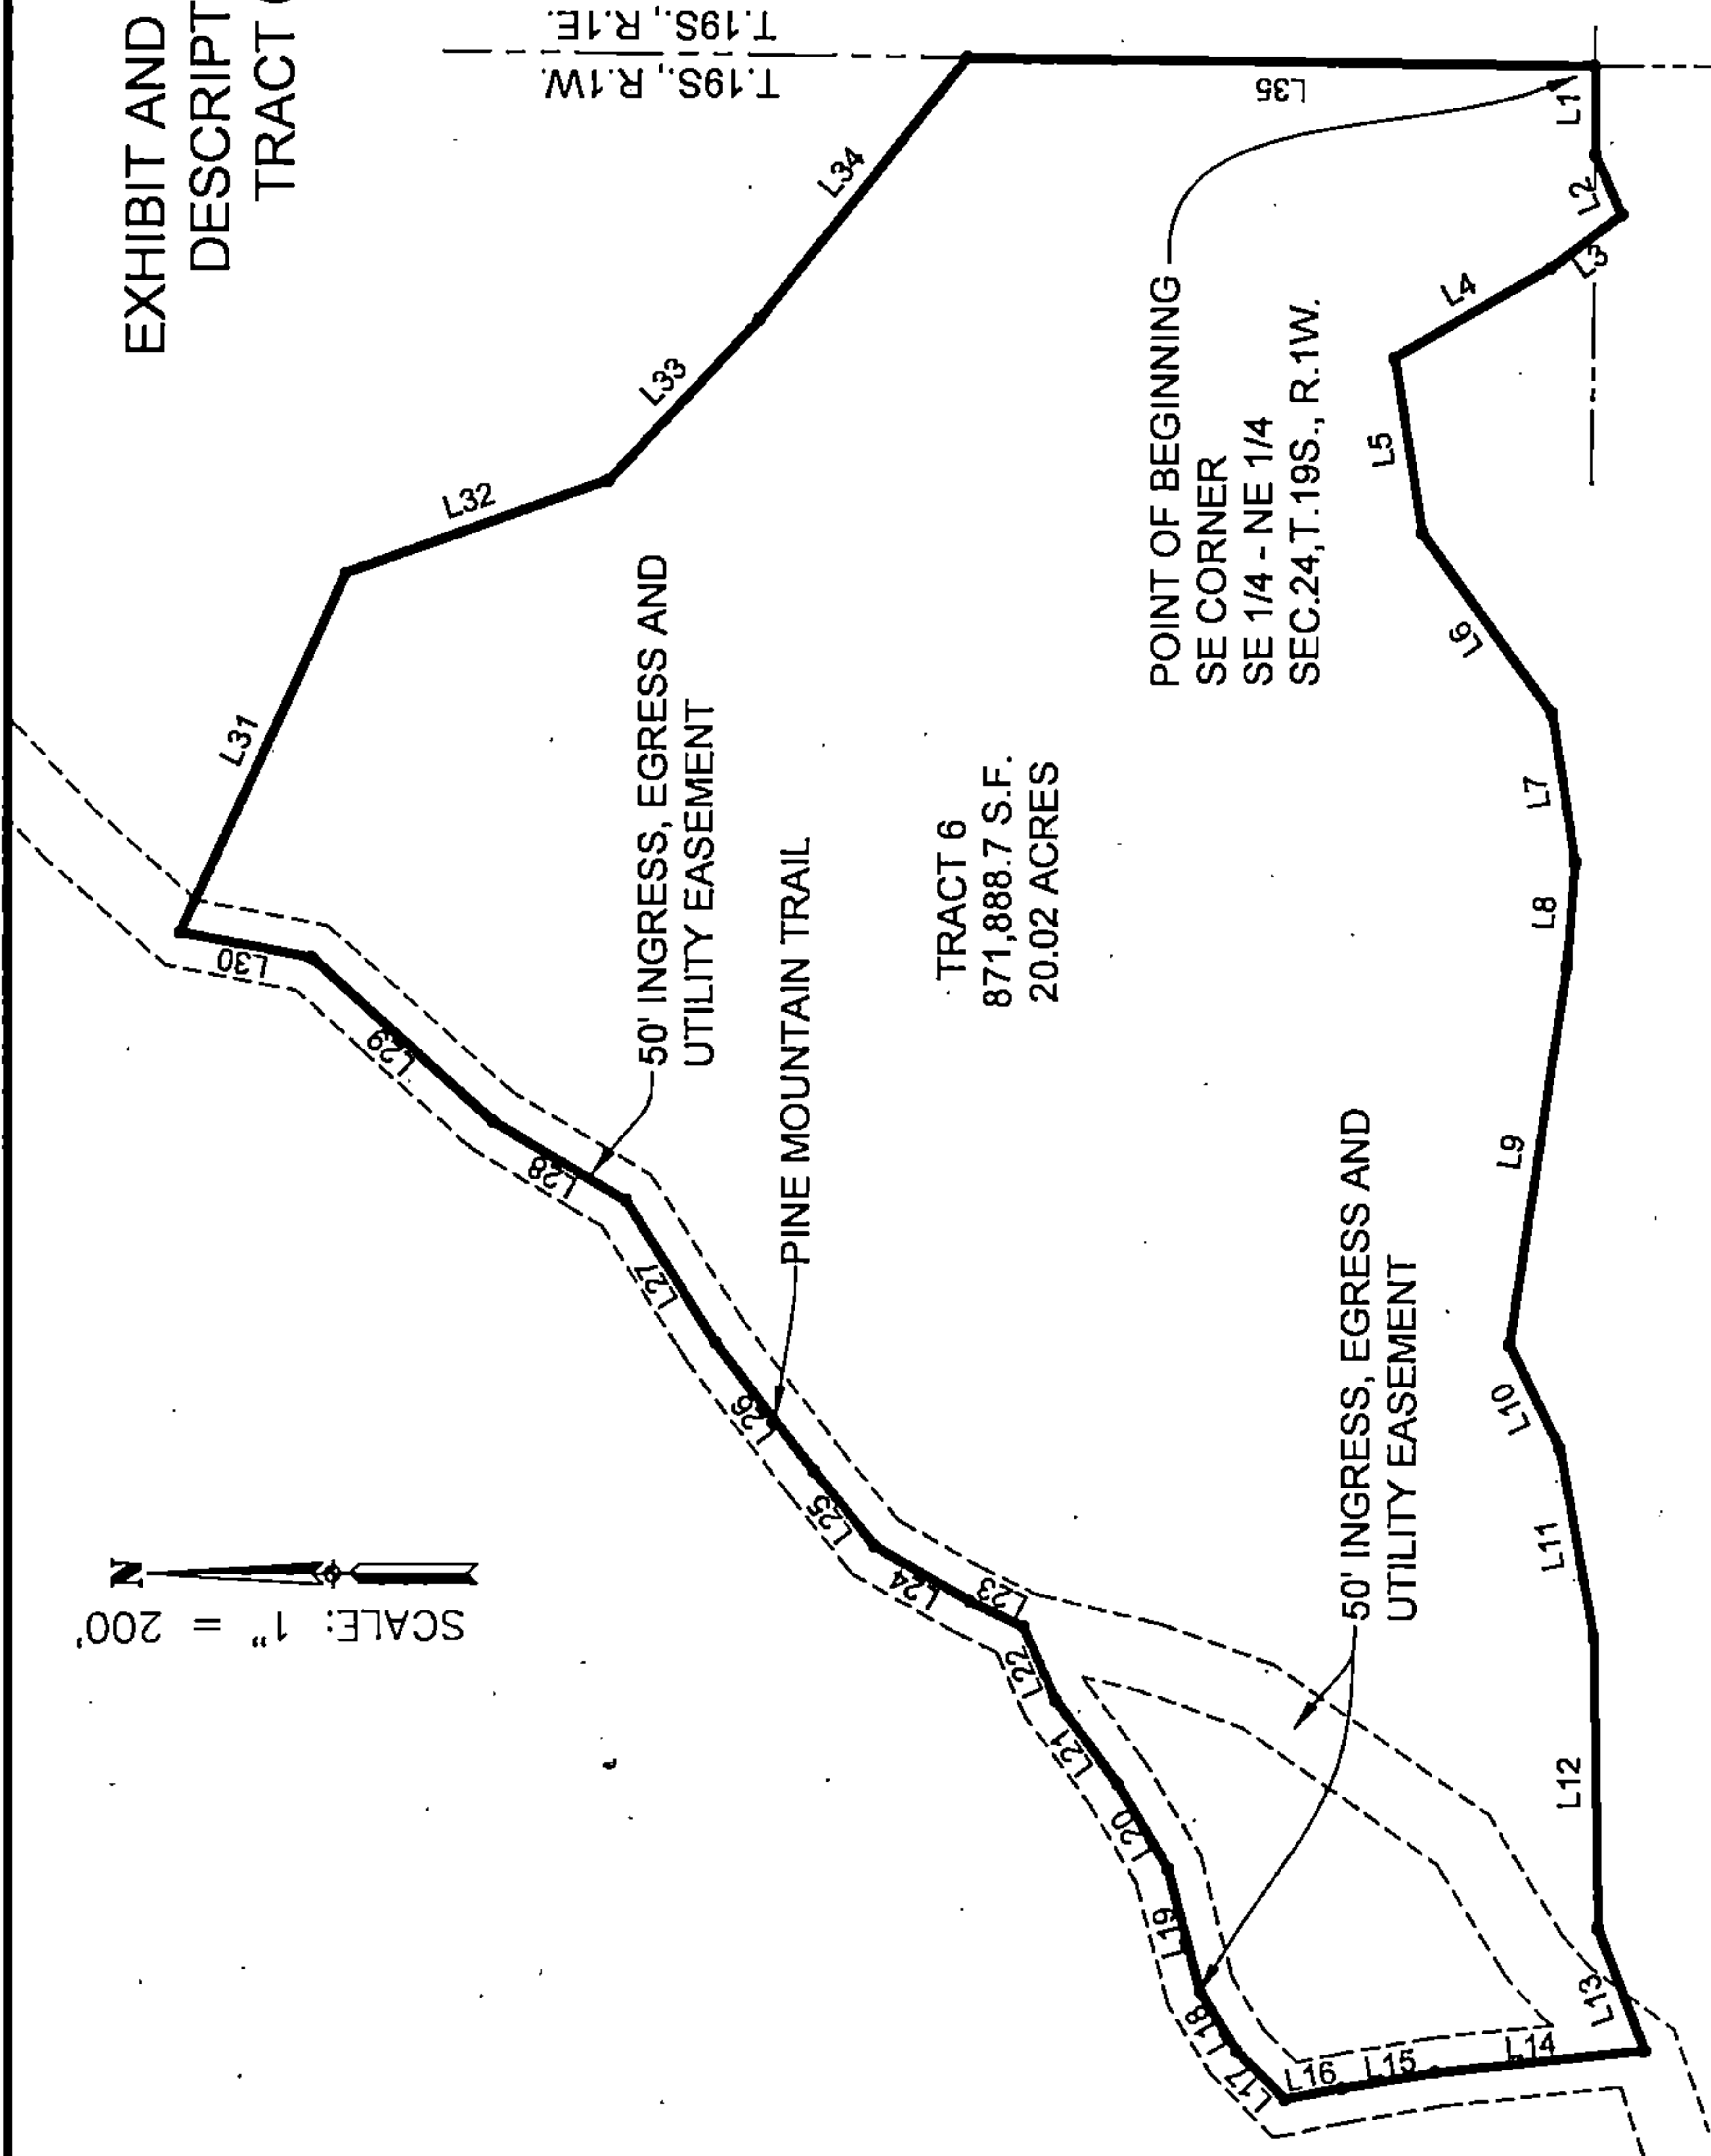 EXHIBIT AND
DESCRIPT
TRACT
T.19S., R.1W.
T.19S., R.1E.
SCALE: 1" = 200'
N
50' INGRESS, EGRESS AND
UTILITY EASEMENT
PINE MOUNTAIN TRAIL
TRACT 6
871,888.7 S.F.
20.02 ACRES
POINT OF BEGINNING
SE CORNER
SE 1/4 - NE 1/4
SEC.24,T.19S., R.1W.
50' INGRESS, EGRESS AND
UTILITY EASEMENT
L1
L2
L3
L4
L5
L6
L7
L8
L9
L10
L11
L12
L13
L14
L15
L16
L17
L18
L19
L20
L21
L22
L23
L24
L25
L26
L27
L28
L29
L30
L31
L32
L33
L34
L35